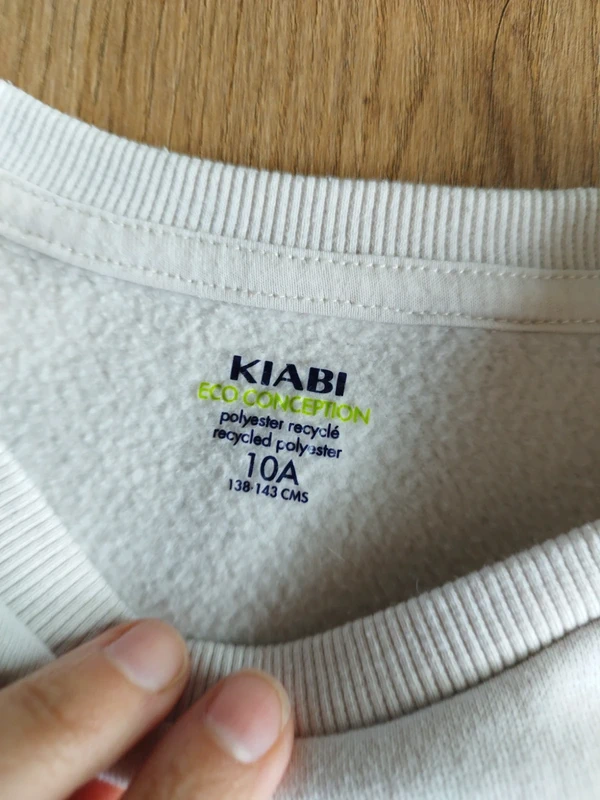 KIABI
ECO CONCEPTION
polyester recyclé
recycled polyester
10A
138-143 CMS